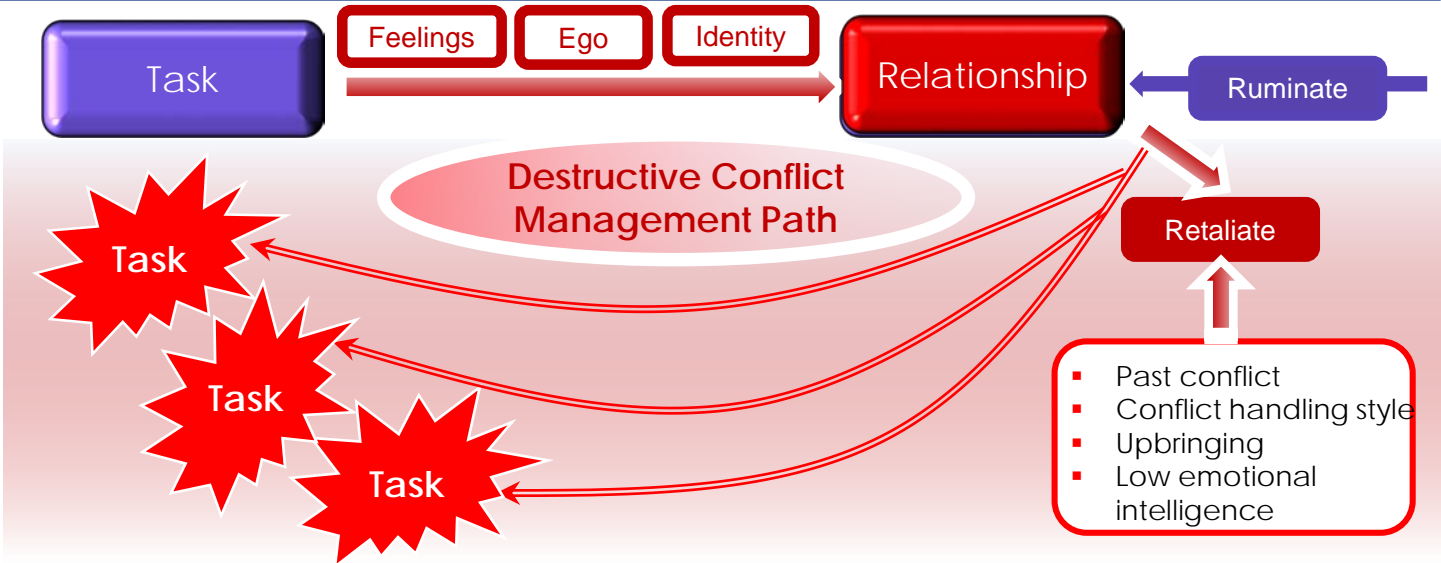 Feelings
Ego
Identity
Task
Relationship
Ruminate
Destructive Conflict
Management Path
Retaliate
Task
Task
Task
▪ Past conflict
▪ Conflict handling style
▪ Upbringing
▪ Low emotional
intelligence